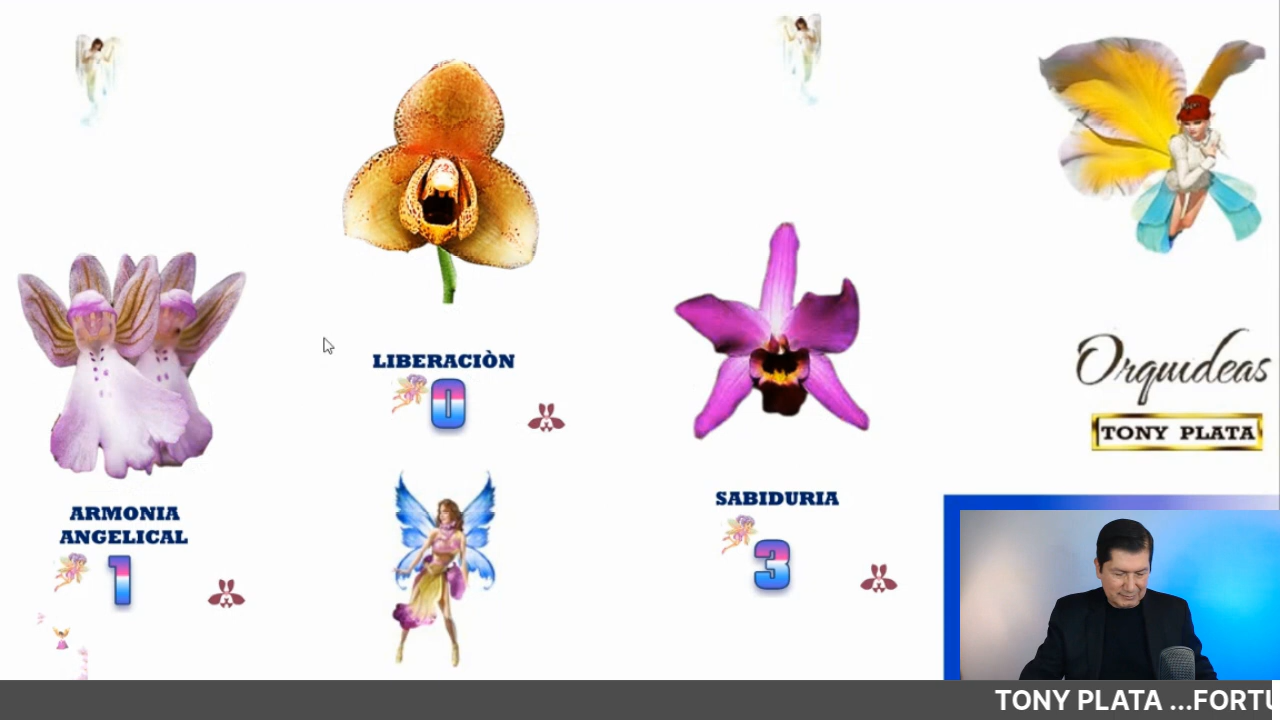 LIBERACIÒN
0
ARMONIA
ANGELICAL
1
SABIDURIA
3
Orquideas
TONY PLATA
TONY PLATA ...FORTU